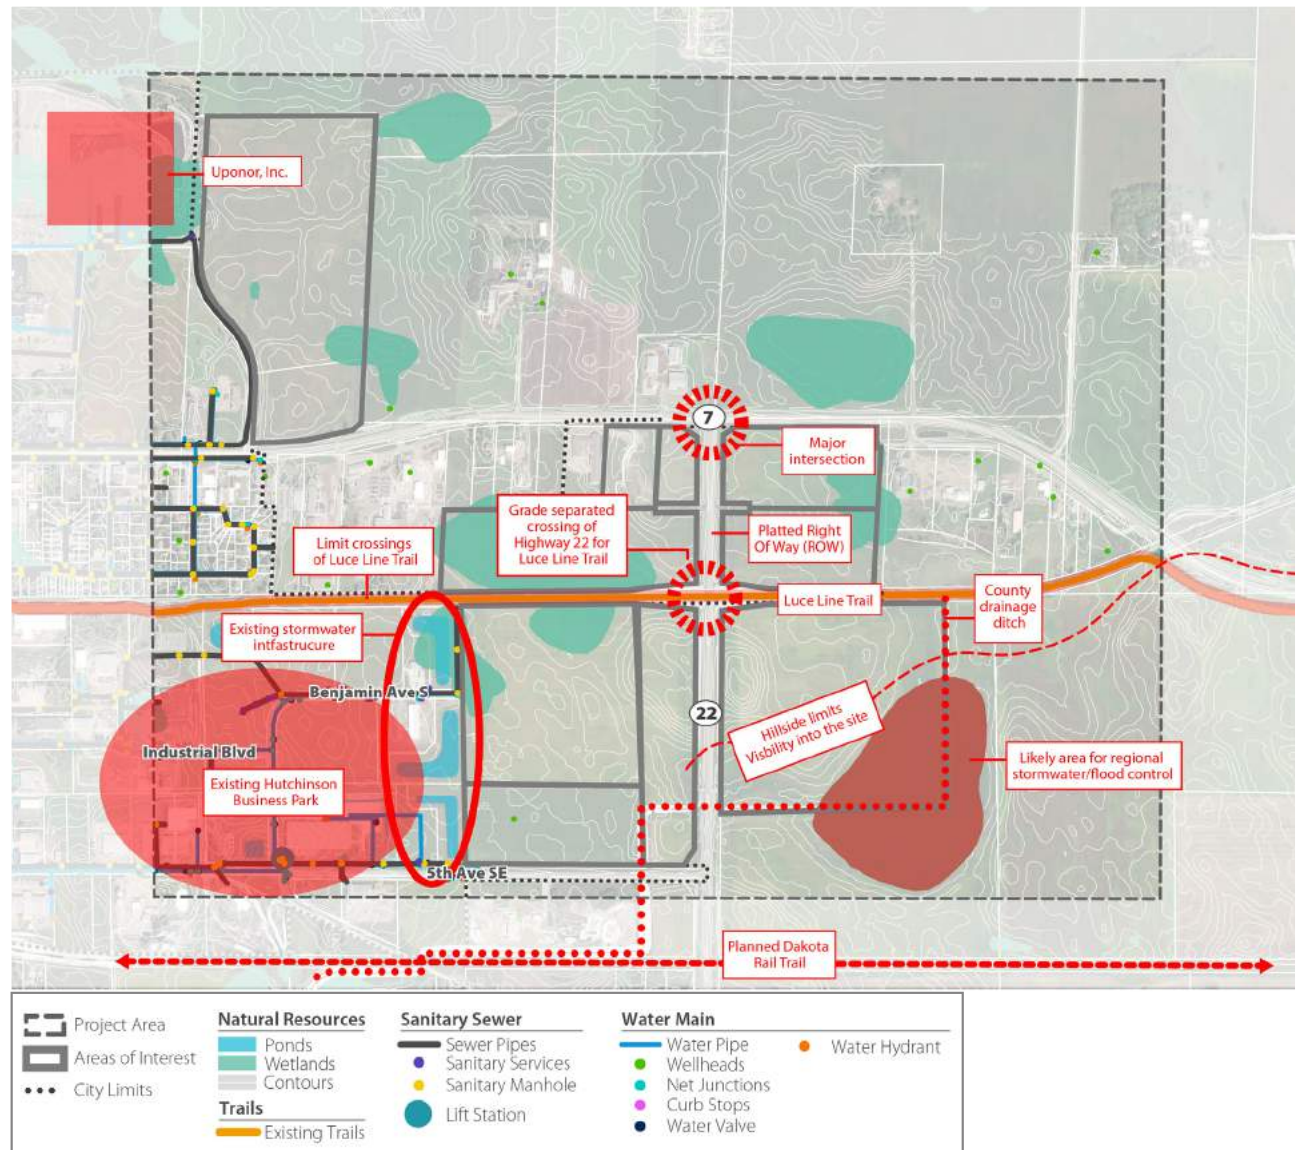 Uponor, Inc.
7
Major
intersection
Grade separated
crossing of
Highway 22 for
Luce Line Trail
Platted Right
Of Way (ROW)
Limit crossings
of Luce Line Trail
Luce Line Trail
County
drainage
ditch
Existing stormwater
intfastrucure
Benjamin Ave S
22
Hillside limits
Visbility into the site
Industrial Blvd
Likely area for regional
stormwater/flood control
Existing Hutchinson
Business Park
5th Ave SE
Planned Dakota
Rail Trail
Project Area
Areas of Interest
City Limits
Natural Resources
Ponds
Wetlands
Contours
Trails
Existing Trails
Sanitary Sewer
Sewer Pipes
Sanitary Services
Sanitary Manhole
Lift Station
Water Main
Water Pipe
Wellheads
Net Junctions
Curb Stops
Water Valve
Water Hydrant